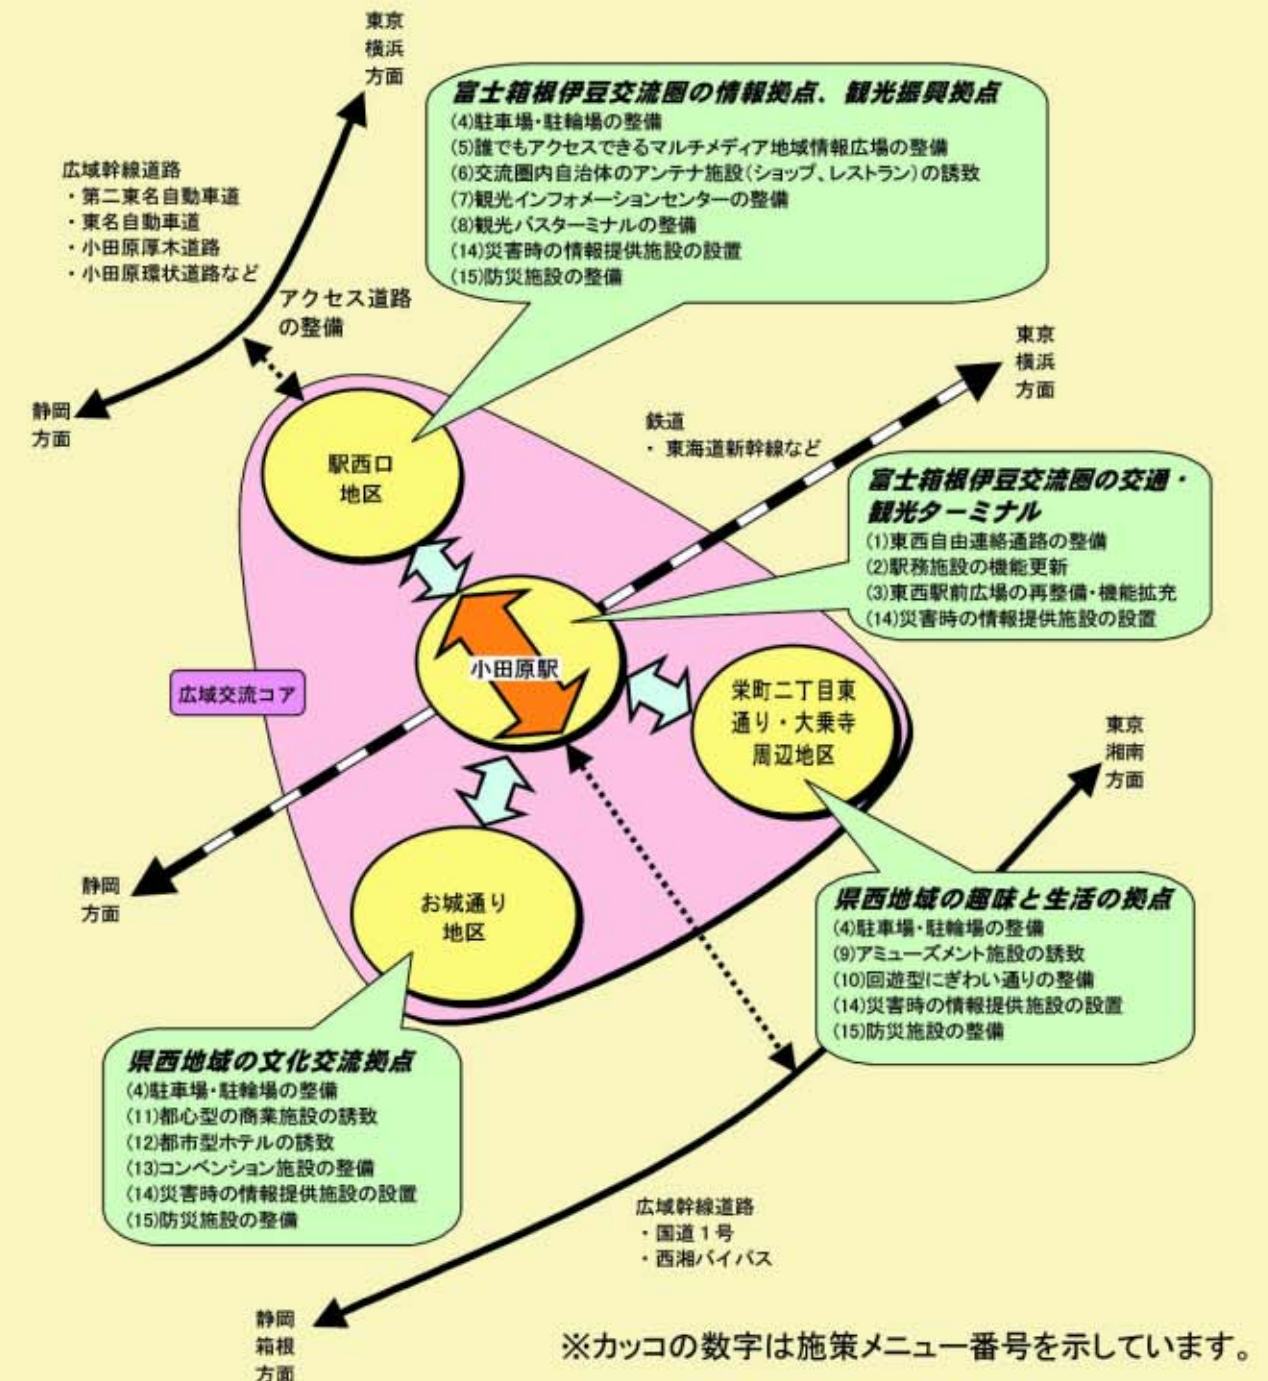 東京
横浜
方面
富士箱根伊豆交流圏の情報拠点．観光振興拠点
(4)駐車場・駐輪場の整備
(5)誰でもアクセスできるマルチメディア地域情報広場の整備
(6)交流圏内自治体のアンテナ施設(ショップ、レストラン)の誘致
(7)観光インフォメーションセンターの整備
(8)観光バスターミナルの整備
(14)災害時の情報提供施設の設置
(15)防災施設の整備
広域幹線道路
・第二東名自動車道
・東名自動車道
・小田原厚木道路
・小田原環状道路など
アクセス道路
の整備
静岡
方面
東京
横浜
方面
鉄道
・東海道新幹線など
駅西口
地区
富士箱根伊豆交流圏の交通・
観光ターミナル
(1)東西自由連絡通路の整備
(2)駅務施設の機能更新
(3)東西駅前広場の再整備・機能拡充
(14)災害時の情報提供施設の設置
小田原駅
広域交流コア
栄町二丁目東
通り・大乗寺
周辺地区
東京
湘南
方面
静岡
方面
お城通り
地区
県西地域の趣味と生活の拠点
(4)駐車場・駐輪場の整備
(9)アミューズメント施設の誘致
(10)回遊型にぎわい通りの整備
(14)災害時の情報提供施設の設置
(15)防災施設の整備
県西地域の文化交流拠点
(4)駐車場・駐輪場の整備
(11)都心型の商業施設の誘致
(12)都市型ホテルの誘致
(13)コンベンション施設の整備
(14)災害時の情報提供施設の設置
(15)防災施設の整備
広域幹線道路
・国道１号
・西湘バイパス
静岡
箱根
方面
※カッコの数字は施策メニュー番号を示しています。